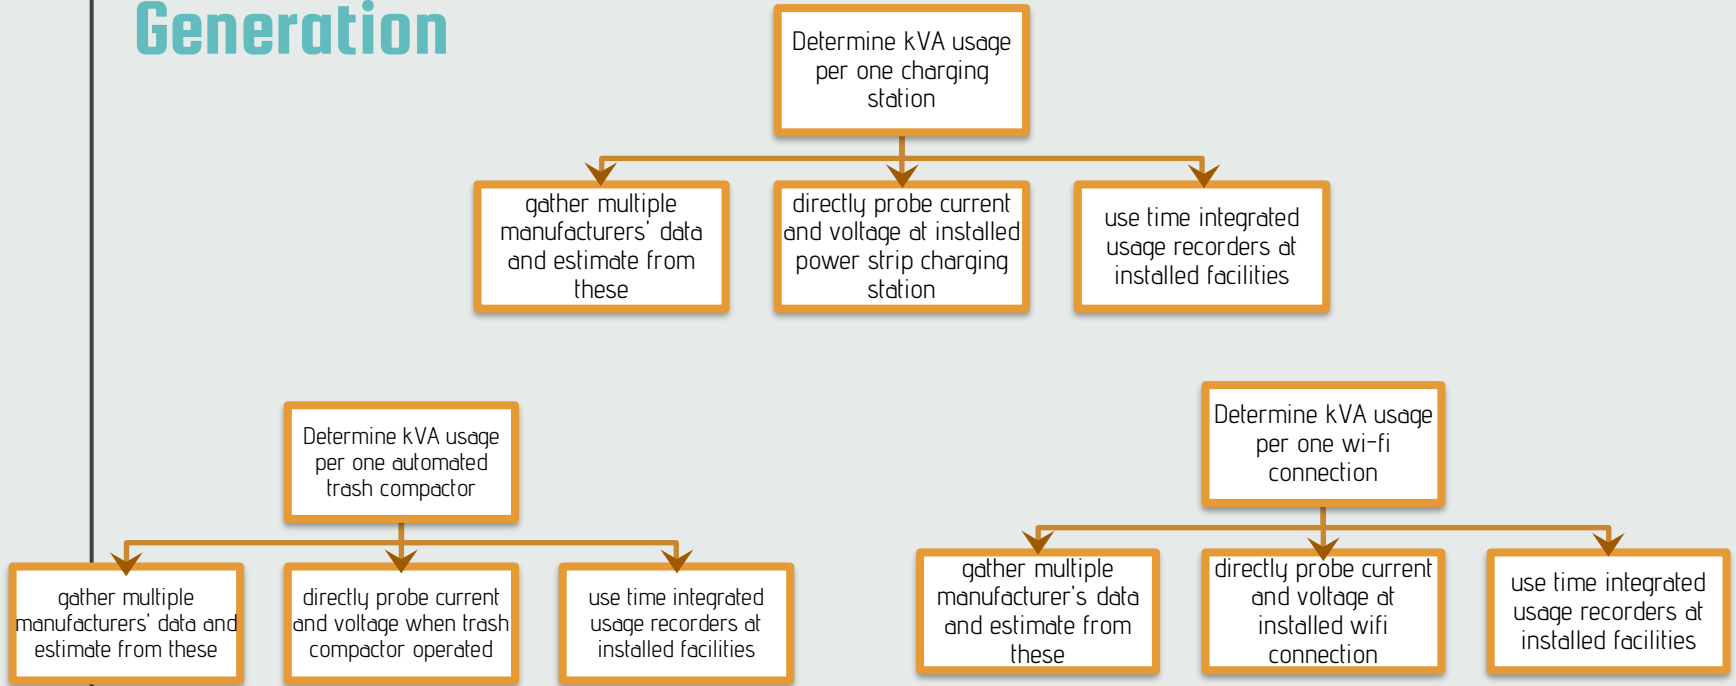 Generation
Determine kVA usage
per one charging
station
gather multiple
manufacturers' data
and estimate from
these
directly probe current
and voltage at installed
power strip charging
station
use time integrated
usage recorders at
installed facilities
Determine kVA usage
per one automated
trash compactor
gather multiple
manufacturers' data and
estimate from these
directly probe current
and voltage when trash
compactor operated
use time integrated
usage recorders at
installed facilities
Determine kVA usage
per one wi-fi
connection
gather multiple
manufacturer's data
and estimate from
these
directly probe current
and voltage at
installed wifi
connection
use time integrated
usage recorders at
installed facilities